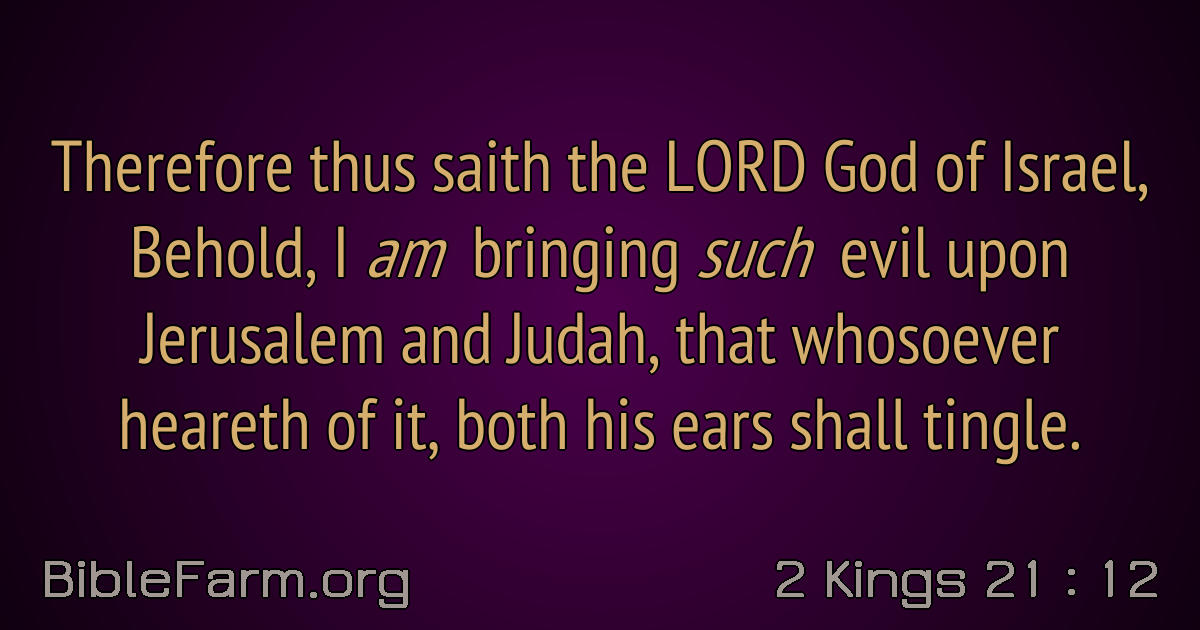 Therefore thus saith the LORD God of Israel,
Behold, I am bringing such evil upon
Jerusalem and Judah, that whosoever
heareth of it, both his ears shall tingle.
BibleFarm.org
2 Kings 21 : 12